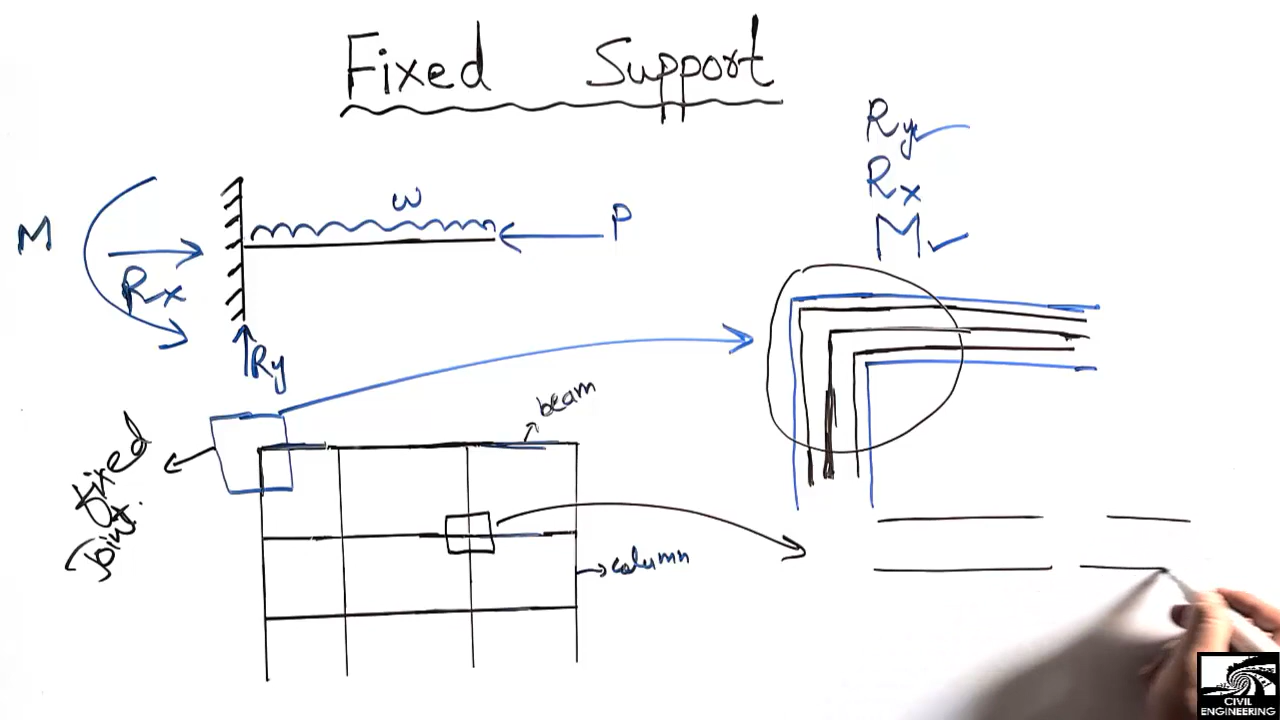 Fixed Support
Ry
Rx
M
w
P
M
Rx
Ry
beam
fixed
Joint.
column
CIVIL
ENGINEERING